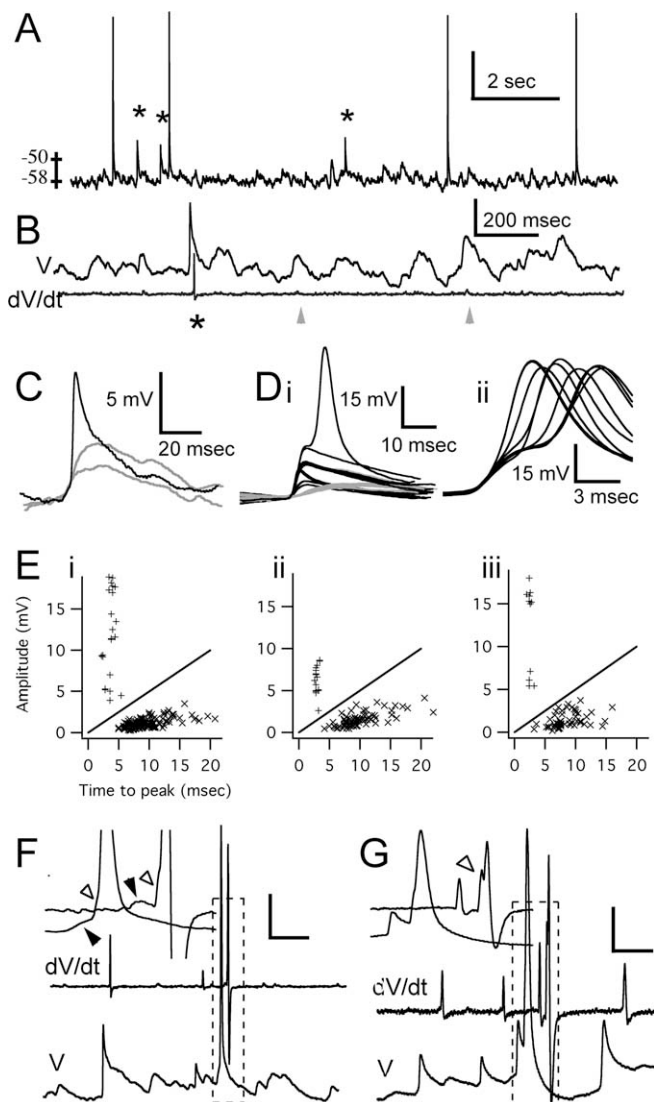 A
2 sec
*
*
*
-50
-58
B
200 msec
V
dV/dt
*
C
5 mV
20 msec
D
i
15 mV
10 msec
ii
15 mV
3 msec
E
i
ii
iii
Amplitude (mV)
15
10
5
0
15
10
5
0
15
10
5
0
0 5 10 15 20
0 5 10 15 20
0 5 10 15 20
Time to peak (msec)
F
dV/dt
V
G
dV/dt
V